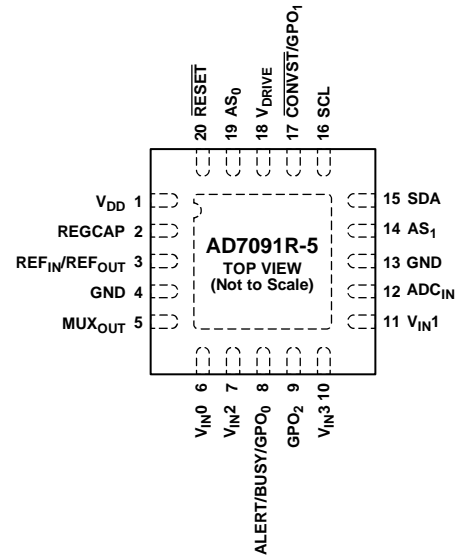 20 RESET
19 AS0
18 VDRIVE
17 CONVST/GPO1
16 SCL
VDD 1
REGCAP 2
REFIN/REFOUT 3
GND 4
MUXOUT 5
AD7091R-5
TOP VIEW
(Not to Scale)
15 SDA
14 AS1
13 GND
12 ADCIN
11 VIN1
VIN0 6
VIN2 7
ALERT/BUSY/GPO0 8
GPO2 9
VIN3 10